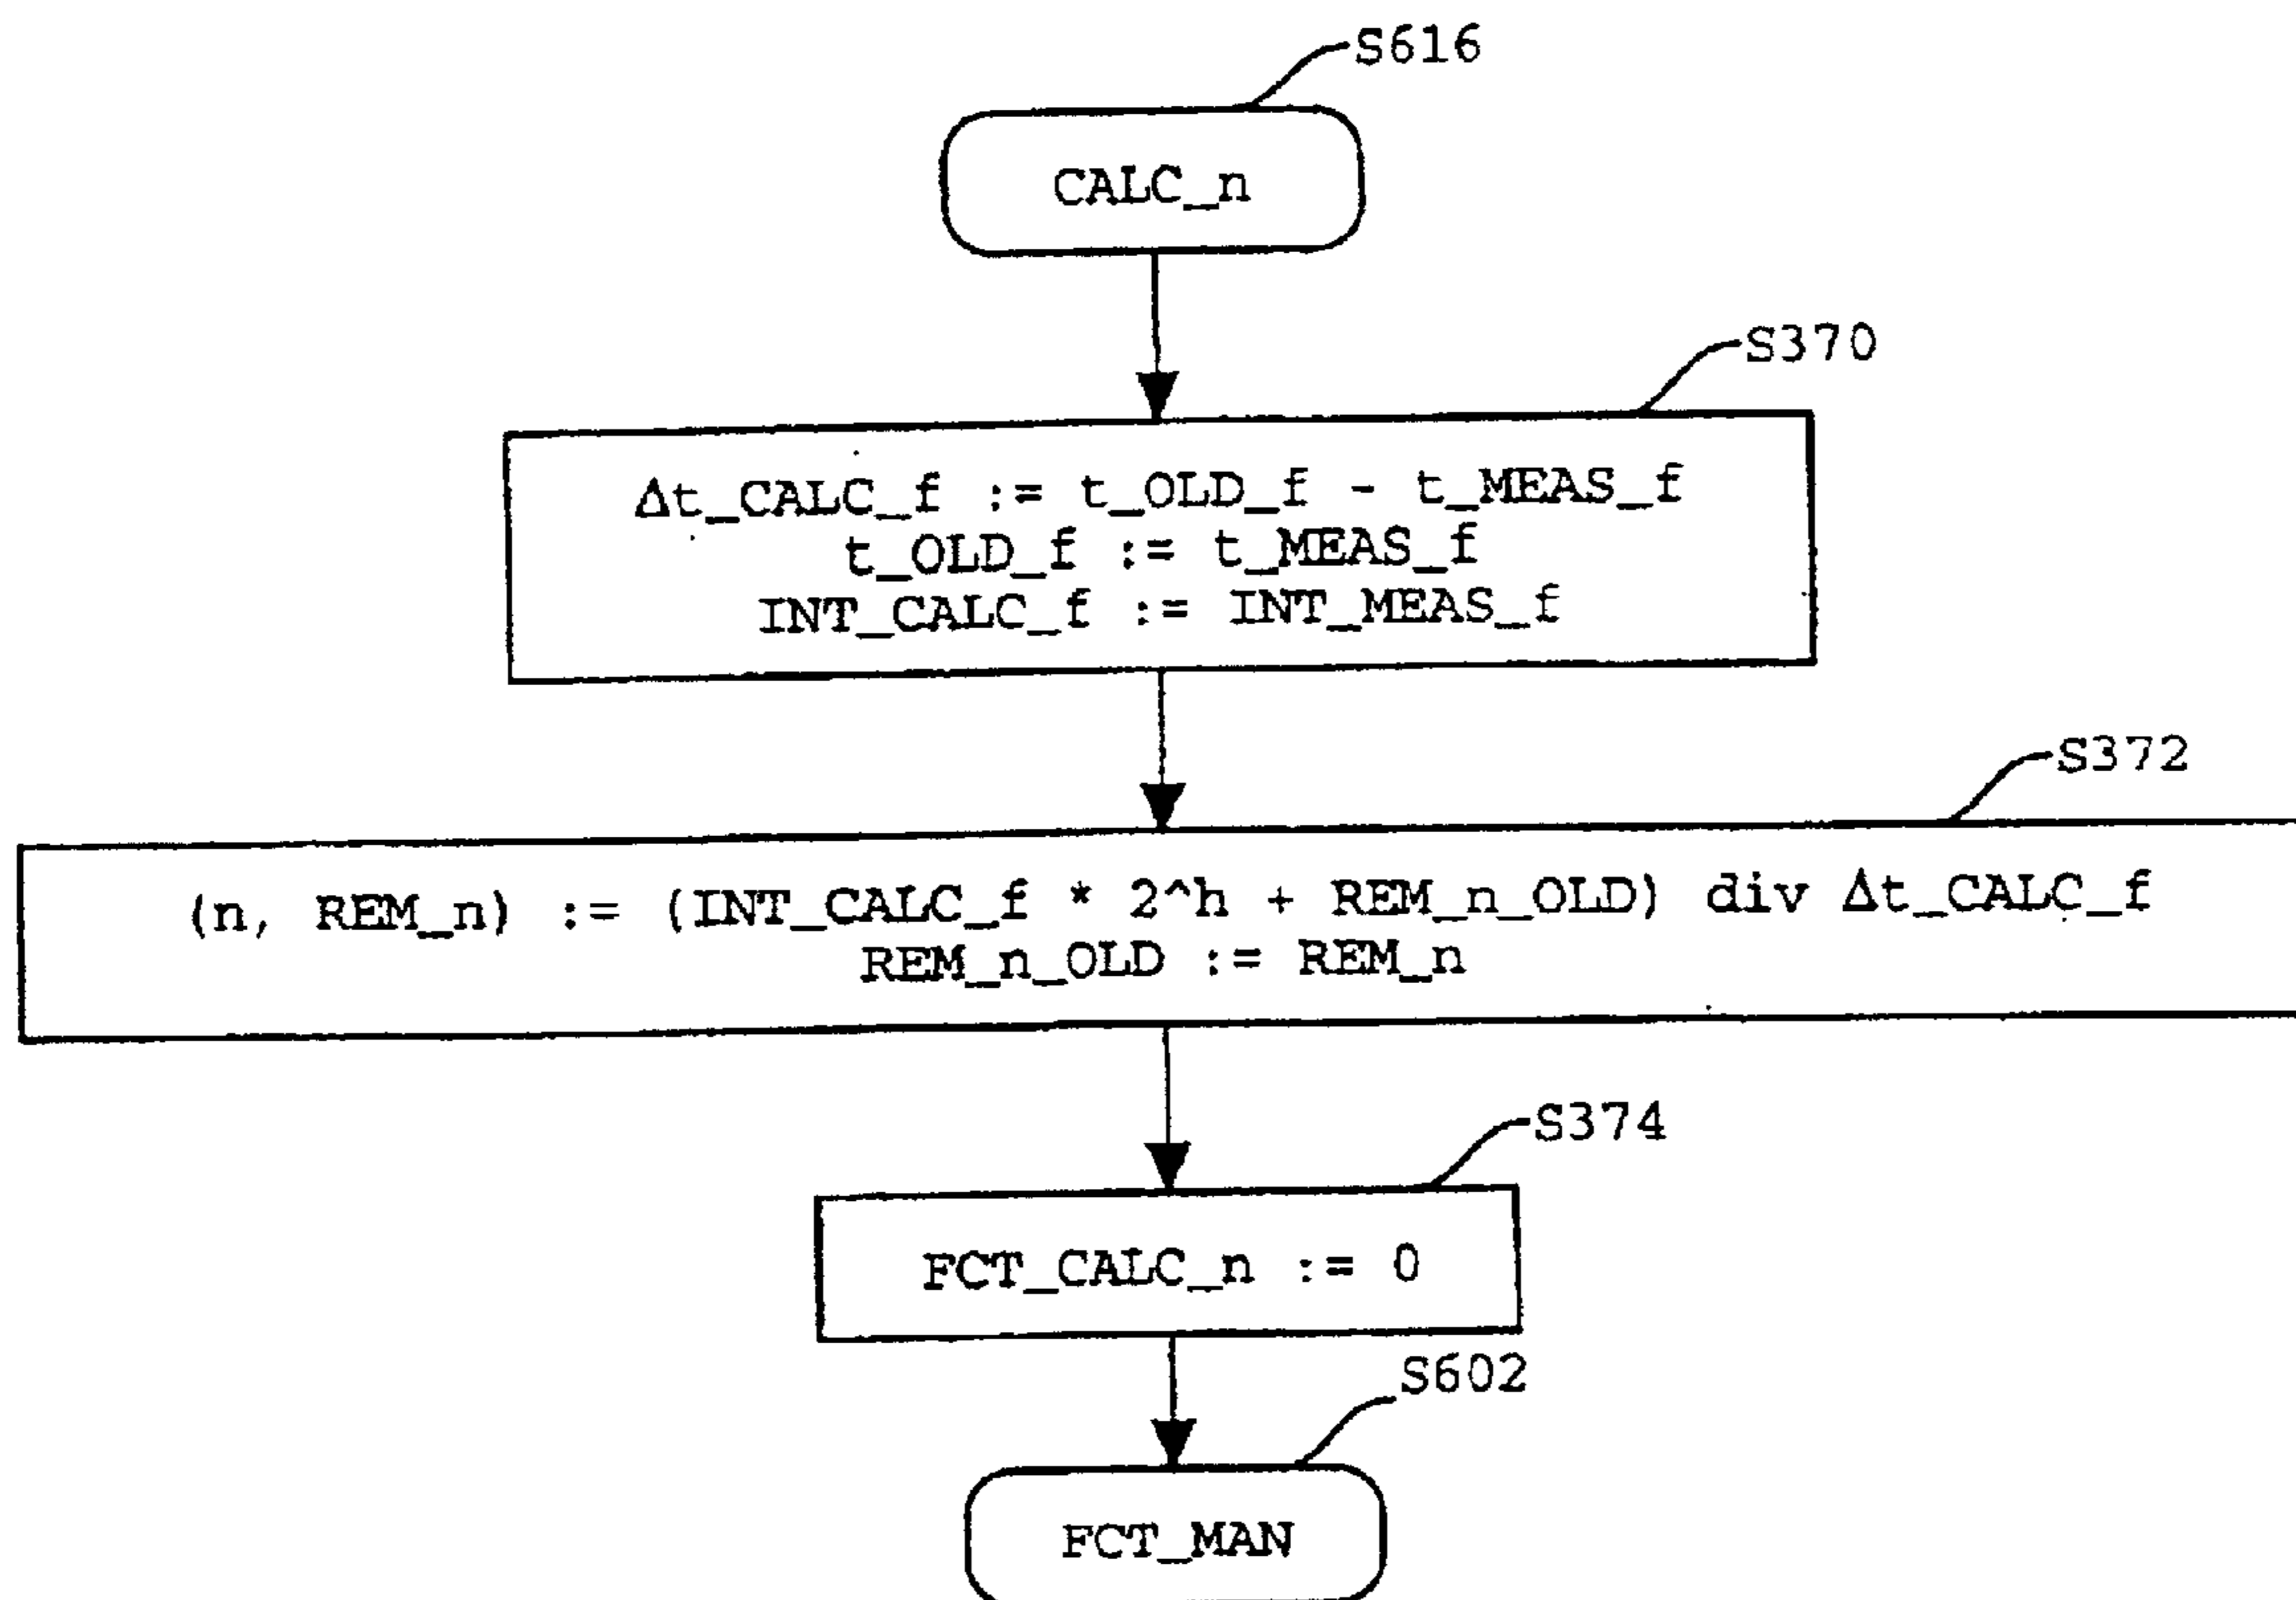 S616
CALC_n
S370
Δt_CALC_f := t_OLD_f - t_MEAS_f
t_OLD_f := t_MEAS_f
INT_CALC_f := INT_MEAS_f
S372
(n, REM_n) := (INT_CALC_f * 2^h + REM_n_OLD) div Δt_CALC_f
REM_n_OLD := REM_n
S374
FCT_CALC_n := 0
S602
FCT_MAN